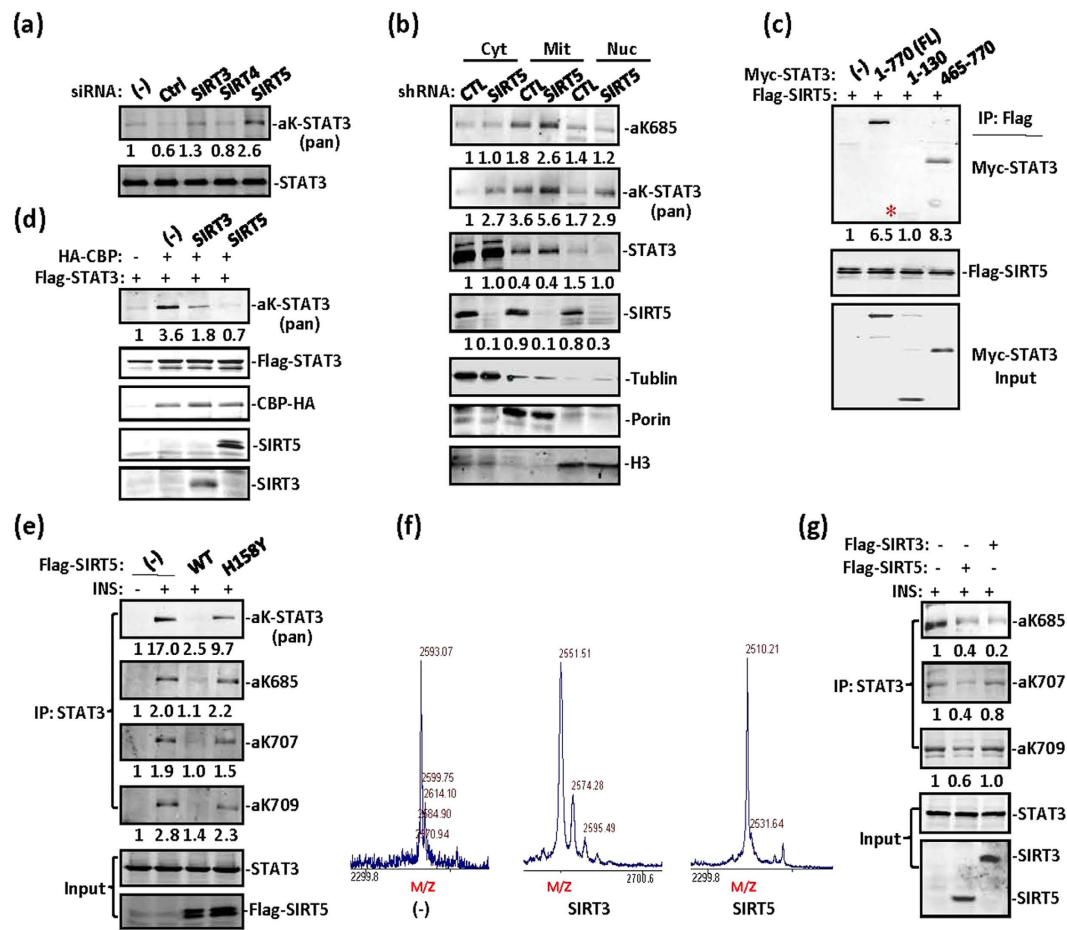 (a)
siRNA: (-) Ctrl SIRT3 SIRT4 SIRT5
-aK-STAT3
(pan)
1 0.6 1.3 0.8 2.6
-STAT3
(b)
Cyt Mit Nuc
shRNA: CTL SIRT5 CTL SIRT5 CTL SIRT5
-aK685
1 1.0 1.8 2.6 1.4 1.2
-aK-STAT3
(pan)
1 2.7 3.6 5.6 1.7 2.9
-STAT3
1 1.0 0.4 0.4 1.5 1.0
-SIRT5
1 0.1 0.9 0.1 0.8 0.3
-Tublin
-Porin
-H3
(c)
Myc-STAT3: (-) 1-770 (FL) 1-130 465-770
Flag-SIRT5: + + + +
IP: Flag
Myc-STAT3
*
1 6.5 1.0 8.3
-Flag-SIRT5
Myc-STAT3
Input
(d)
(-) SIRT3 SIRT5
HA-CBP: - + + +
Flag-STAT3: + + + +
-aK-STAT3
(pan)
1 3.6 1.8 0.7
-Flag-STAT3
-CBP-HA
-SIRT5
-SIRT3
(e)
Flag-SIRT5: (-) WT H158Y
INS: - + + +
-aK-STAT3
(pan)
1 17.0 2.5 9.7
-aK685
IP: STAT3
1 2.0 1.1 2.2
-aK707
1 1.9 1.0 1.5
-aK709
1 2.8 1.4 2.3
Input
-STAT3
-Flag-SIRT5
(f)
2593.07
2599.75
2614.10
2584.90
2570.94
2299.8
M/Z
(-)
2551.51
2574.28
2595.49
2700.6
M/Z
SIRT3
2510.21
2531.64
2299.8
M/Z
SIRT5
(g)
Flag-SIRT3: - - +
Flag-SIRT5: - + -
INS: + + +
-aK685
1 0.4 0.2
IP: STAT3
-aK707
1 0.4 0.8
-aK709
1 0.6 1.0
-STAT3
Input
-SIRT3
-SIRT5